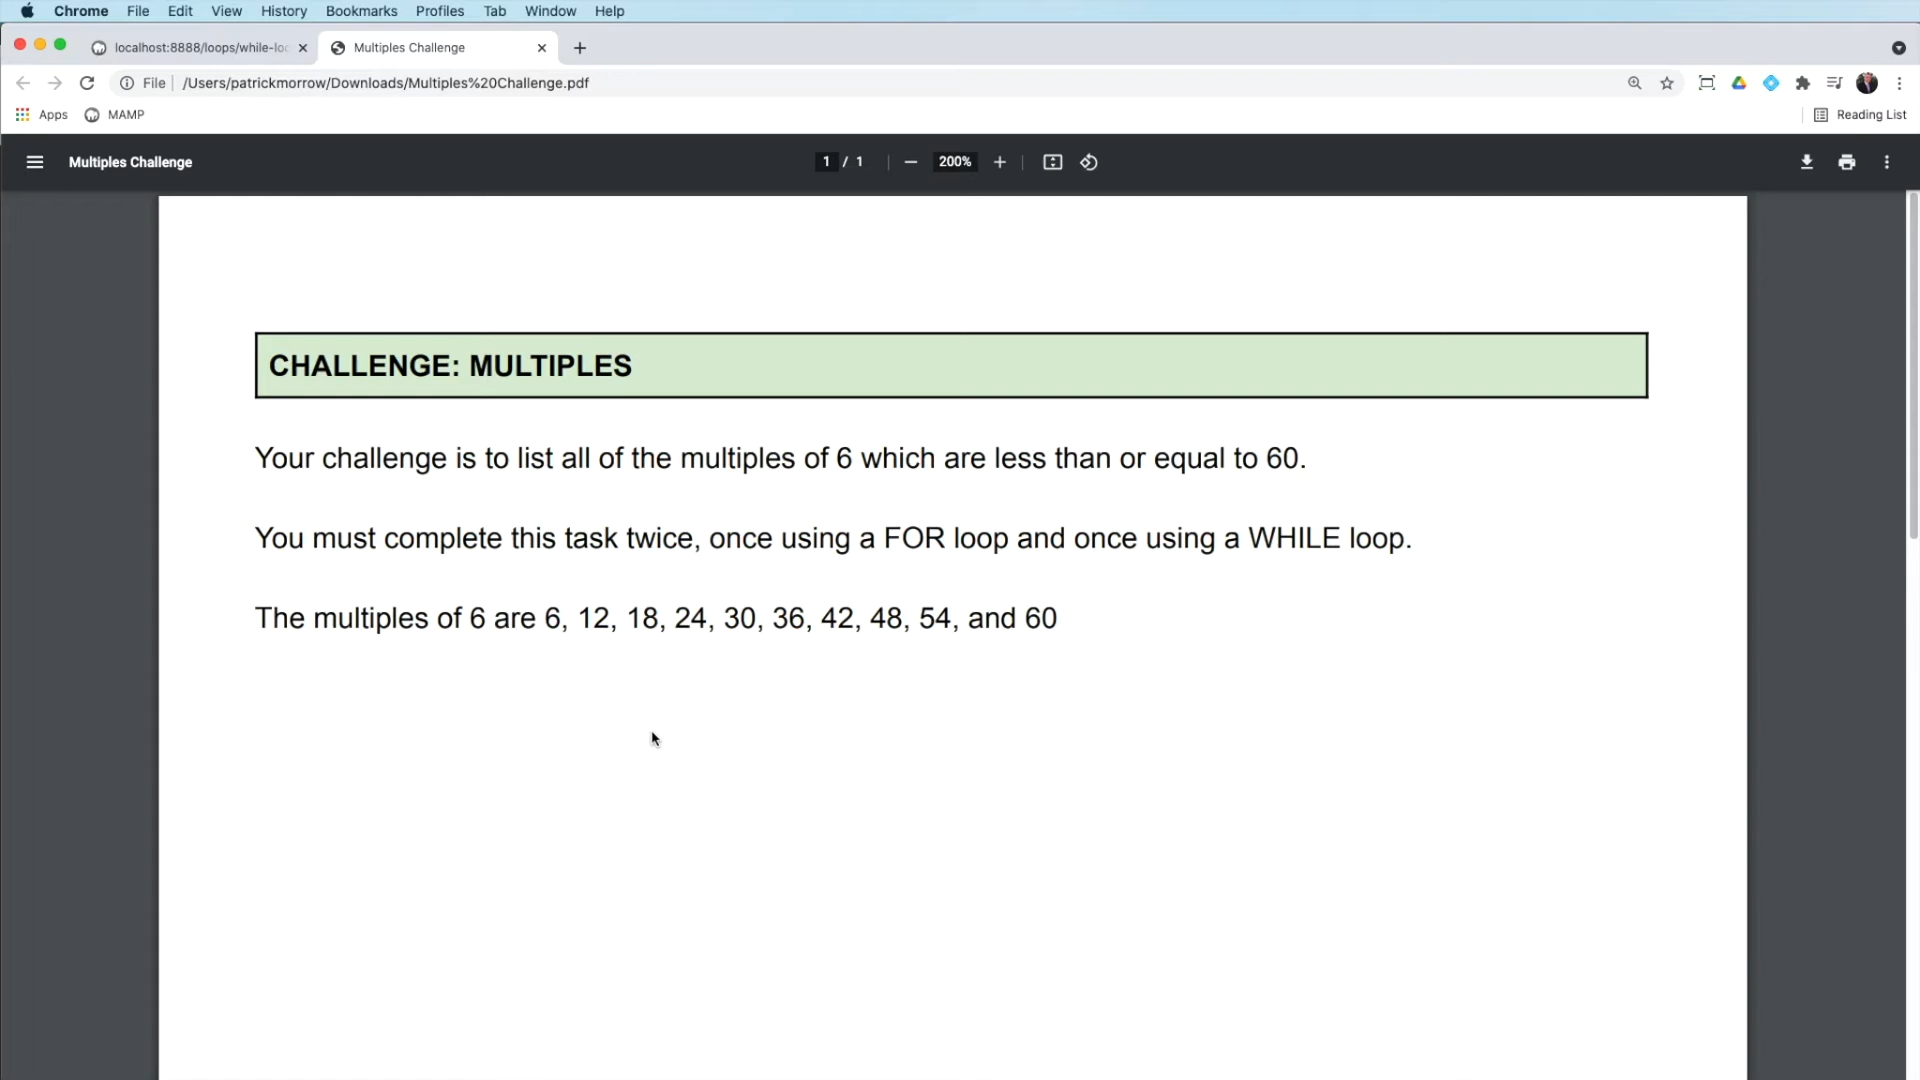 Chrome File Edit View History Bookmarks Profiles Tab Window Help
localhost:8888/loops/while-loo Multiples Challenge
File /Users/patrickmorrow/Downloads/Multiples%20Challenge.pdf
Apps MAMP Reading List
Multiples Challenge 1 / 1 200%
CHALLENGE: MULTIPLES
Your challenge is to list all of the multiples of 6 which are less than or equal to 60.
You must complete this task twice, once using a FOR loop and once using a WHILE loop.
The multiples of 6 are 6, 12, 18, 24, 30, 36, 42, 48, 54, and 60